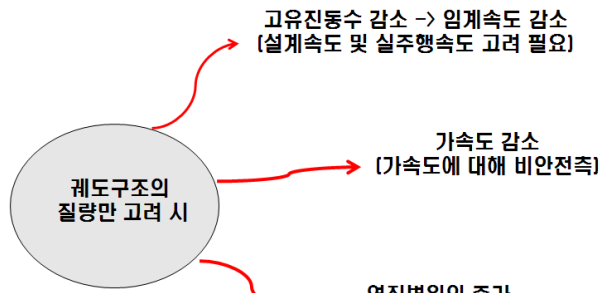 고유진동수 감소 -> 임계속도 감소
(설계속도 및 실주행속도 고려 필요)
가속도 감소
(가속도에 대해 비안전측)
궤도구조의
질량만 고려 시